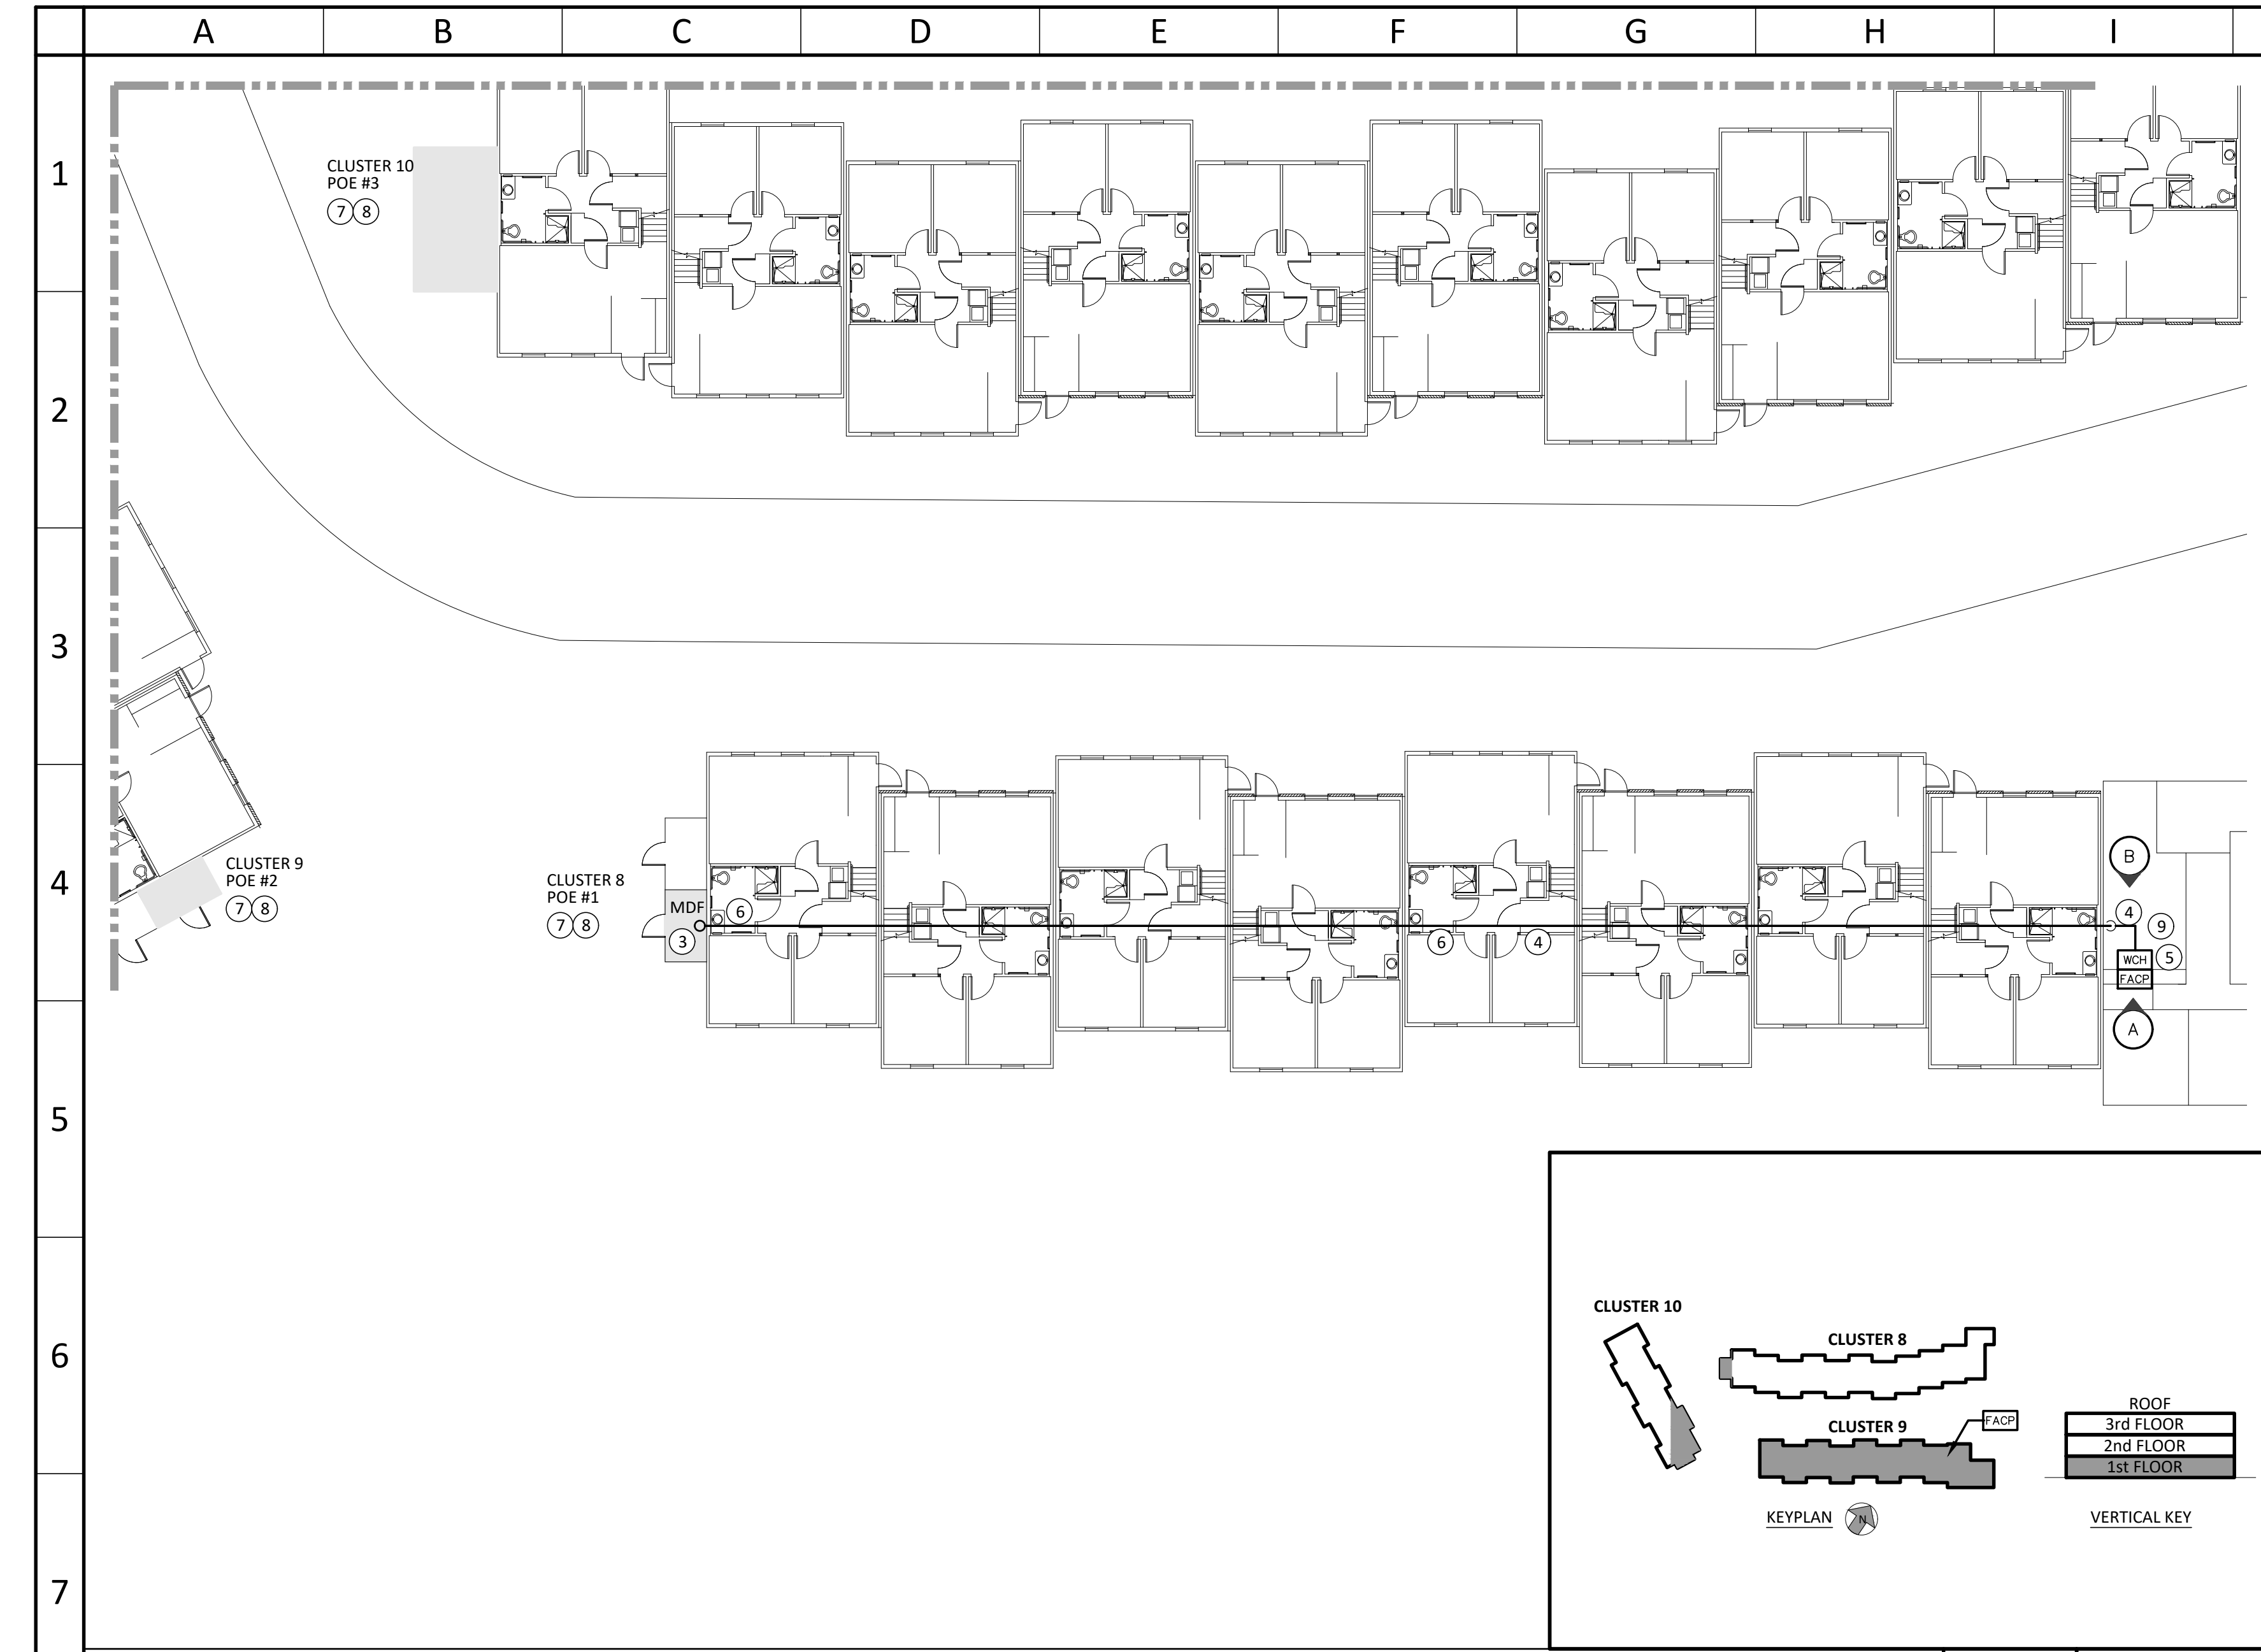 A B C D E F G H I
1
CLUSTER 10
POE #3
7 8
2
3
4
CLUSTER 9
POE #2
7 8
CLUSTER 8
POE #1
7 8
MDF
3
6
6
4
B
4
9
WCH
5
FACP
A
5
CLUSTER 10
CLUSTER 8
6
CLUSTER 9
FACP
ROOF
3rd FLOOR
2nd FLOOR
1st FLOOR
KEYPLAN
N
VERTICAL KEY
7